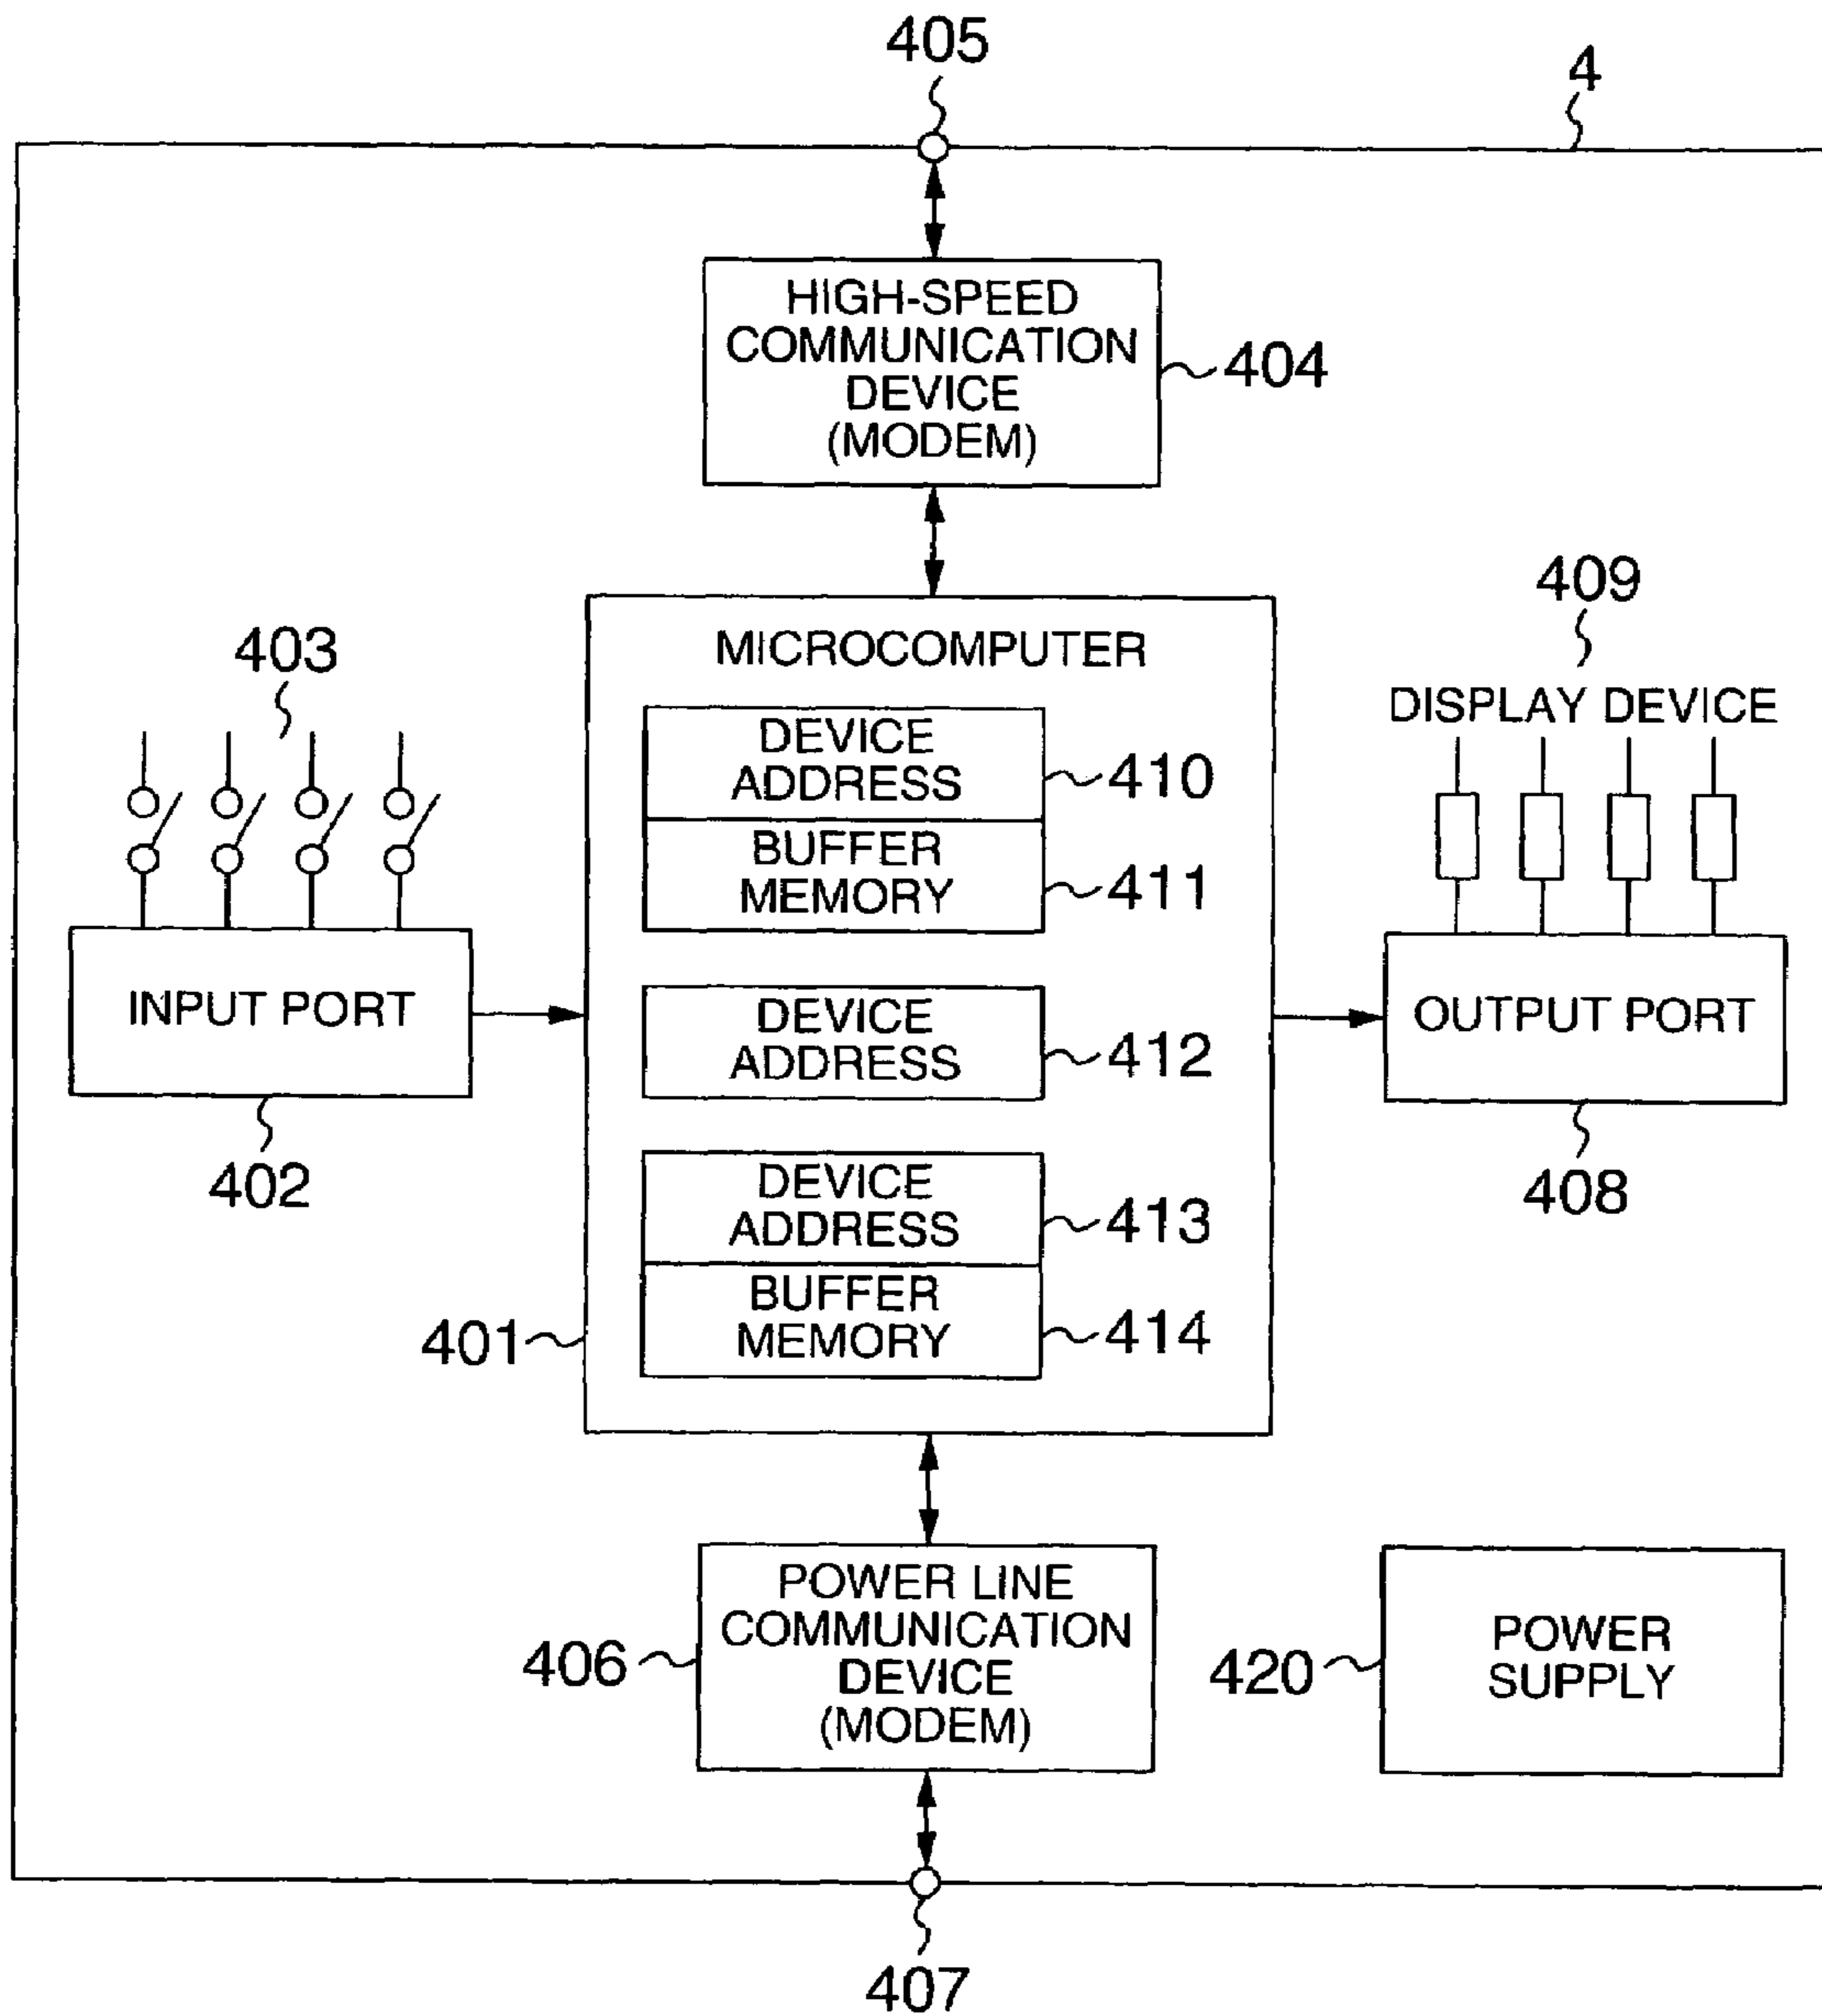 405
4
HIGH-SPEED
COMMUNICATION
DEVICE
(MODEM)
404
409
403
MICROCOMPUTER
DISPLAY DEVICE
DEVICE
ADDRESS
410
BUFFER
MEMORY
411
INPUT PORT
DEVICE
ADDRESS
412
OUTPUT PORT
402
408
DEVICE
ADDRESS
413
BUFFER
MEMORY
414
401
POWER LINE
COMMUNICATION
DEVICE
(MODEM)
406
420
POWER
SUPPLY
407